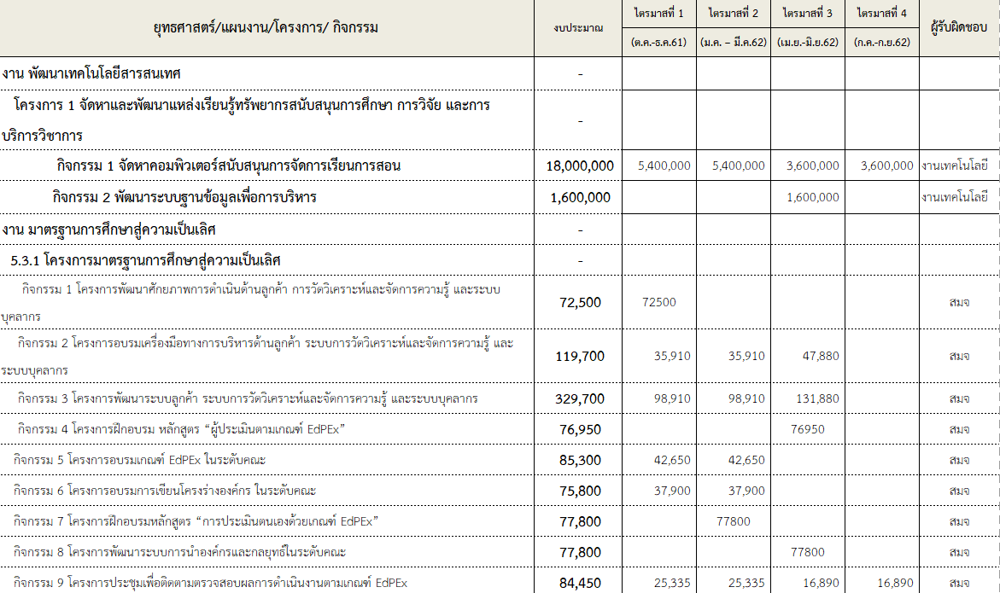 ยุทธศาสตร์/แผนงาน/โครงการ/ กิจกรรม งบประมาณ ไตรมาสที่ 1 ไตรมาสที่ 2 ไตรมาสที่ 3 ไตรมาสที่ 4 ผู้รับผิดชอบ
(ต.ค.-ธ.ค.61) (ม.ค. – มี.ค.62) (เม.ย.-มิ.ย.62) (ก.ค.-ก.ย.62)
งาน พัฒนาเทคโนโลยีสารสนเทศ -
โครงการ 1 จัดหาและพัฒนาแหล่งเรียนรู้ทรัพยากรสนับสนุนการศึกษา การวิจัย และการ
บริการวิชาการ -
กิจกรรม 1 จัดหาคอมพิวเตอร์สนับสนุนการจัดการเรียนการสอน 18,000,000 5,400,000 5,400,000 3,600,000 3,600,000 งานเทคโนโลยี
กิจกรรม 2 พัฒนาระบบฐานข้อมูลเพื่อการบริหาร 1,600,000 1,600,000 งานเทคโนโลยี
งาน มาตรฐานการศึกษาสู่ความเป็นเลิศ -
5.3.1 โครงการมาตรฐานการศึกษาสู่ความเป็นเลิศ -
กิจกรรม 1 โครงการพัฒนาศักยภาพการดำเนินด้านลูกค้า การวัดวิเคราะห์และจัดการความรู้ และระบบ
บุคลากร 72,500 72500 สมจ
กิจกรรม 2 โครงการอบรมเครื่องมือทางการบริหารด้านลูกค้า ระบบการวัดวิเคราะห์และจัดการความรู้ และ
ระบบบุคลากร 119,700 35,910 35,910 47,880 สมจ
กิจกรรม 3 โครงการพัฒนาระบบลูกค้า ระบบการวัดวิเคราะห์และจัดการความรู้ และระบบบุคลากร 329,700 98,910 98,910 131,880 สมจ
กิจกรรม 4 โครงการฝึกอบรม หลักสูตร “ผู้ประเมินตามเกณฑ์ EdPEx” 76,950 76950 สมจ
กิจกรรม 5 โครงการอบรมเกณฑ์ EdPEx ในระดับคณะ 85,300 42,650 42,650 สมจ
กิจกรรม 6 โครงการอบรมการเขียนโครงร่างองค์กร ในระดับคณะ 75,800 37,900 37,900 สมจ
กิจกรรม 7 โครงการฝึกอบรมหลักสูตร “การประเมินตนเองด้วยเกณฑ์ EdPEx” 77,800 77800 สมจ
กิจกรรม 8 โครงการพัฒนาระบบการนำองค์กรและกลยุทธ์ในระดับคณะ 77,800 77800 สมจ
กิจกรรม 9 โครงการประชุมเพื่อติดตามตรวจสอบผลการดำเนินงานตามเกณฑ์ EdPEx 84,450 25,335 25,335 16,890 16,890 สมจ